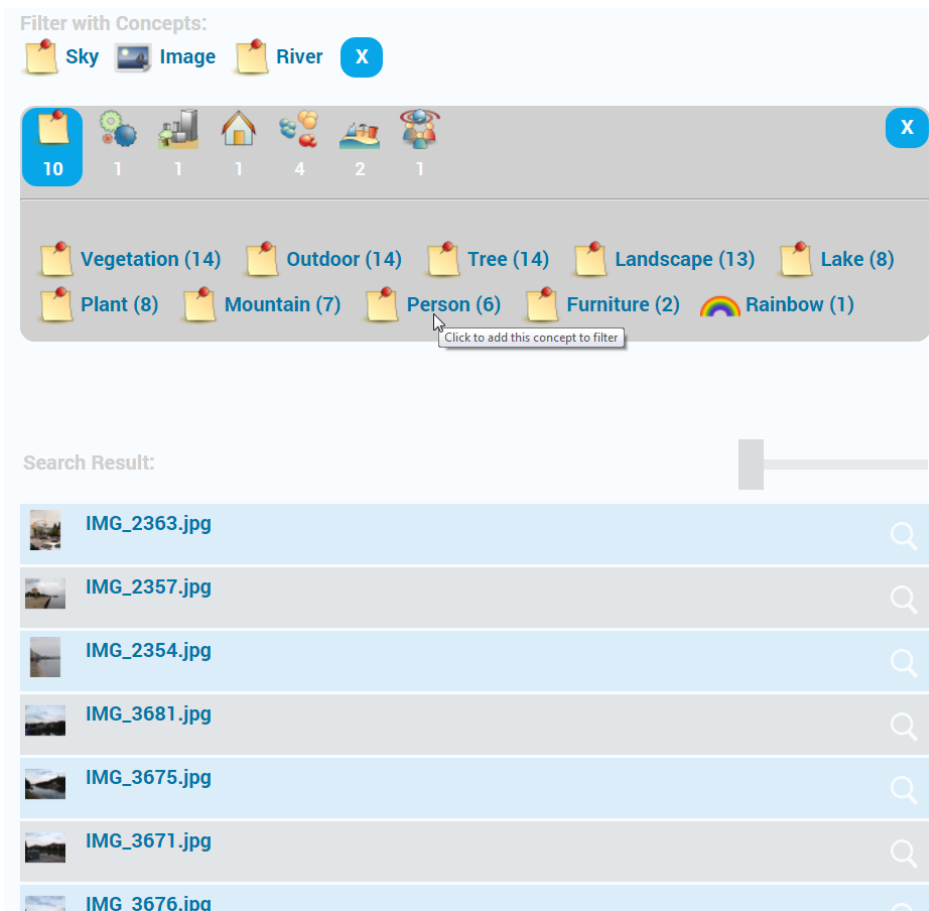 Filter with Concepts:
Sky Image River X
X
10 1 1 1 4 2 1
Vegetation (14) Outdoor (14) Tree (14) Landscape (13) Lake (8)
Plant (8) Mountain (7) Person (6) Furniture (2) Rainbow (1)
Click to add this concept to filter
Search Result:
IMG_2363.jpg
IMG_2357.jpg
IMG_2354.jpg
IMG_3681.jpg
IMG_3675.jpg
IMG_3671.jpg
IMG_3676.jpg